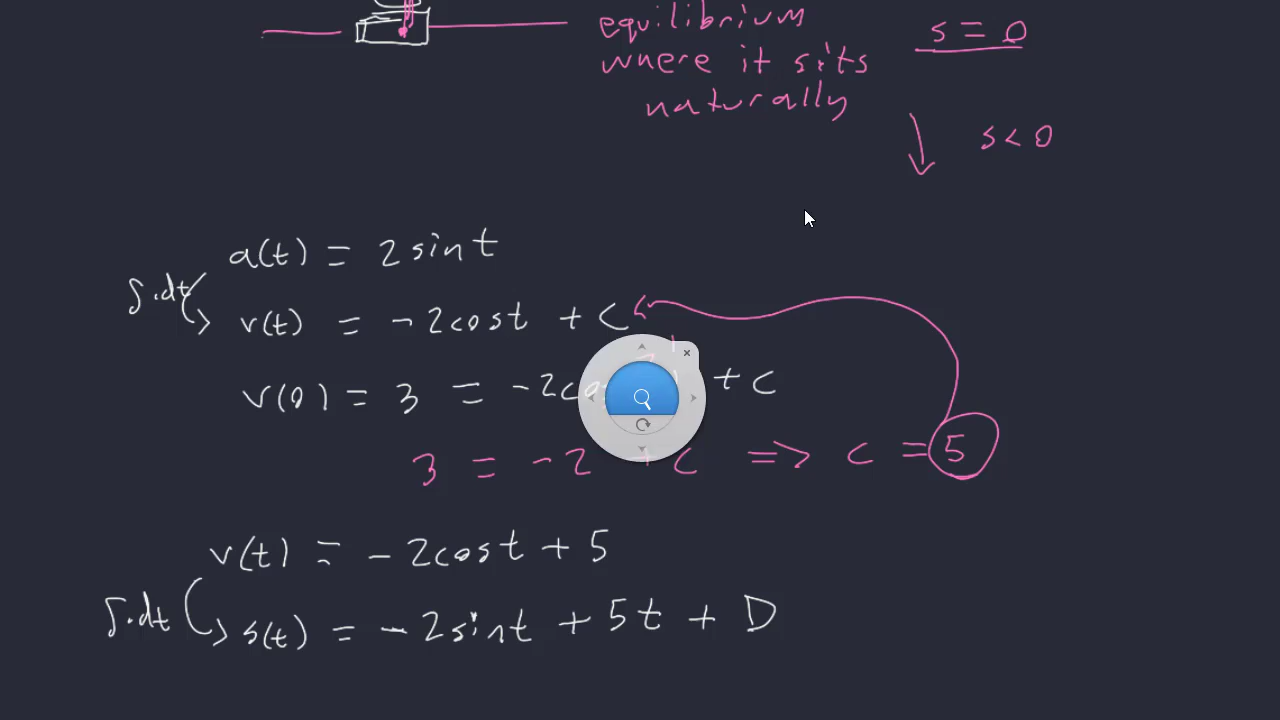 equilibrium
where it sits
naturally
s = 0
s < 0
a(t) = 2sint
∫.dt
v(t) = -2cost + C
v(0) = 3 = -2co + C
3 = -2 + C => C = 5
v(t) = -2cost + 5
∫.dt
s(t) = -2sint + 5t + D